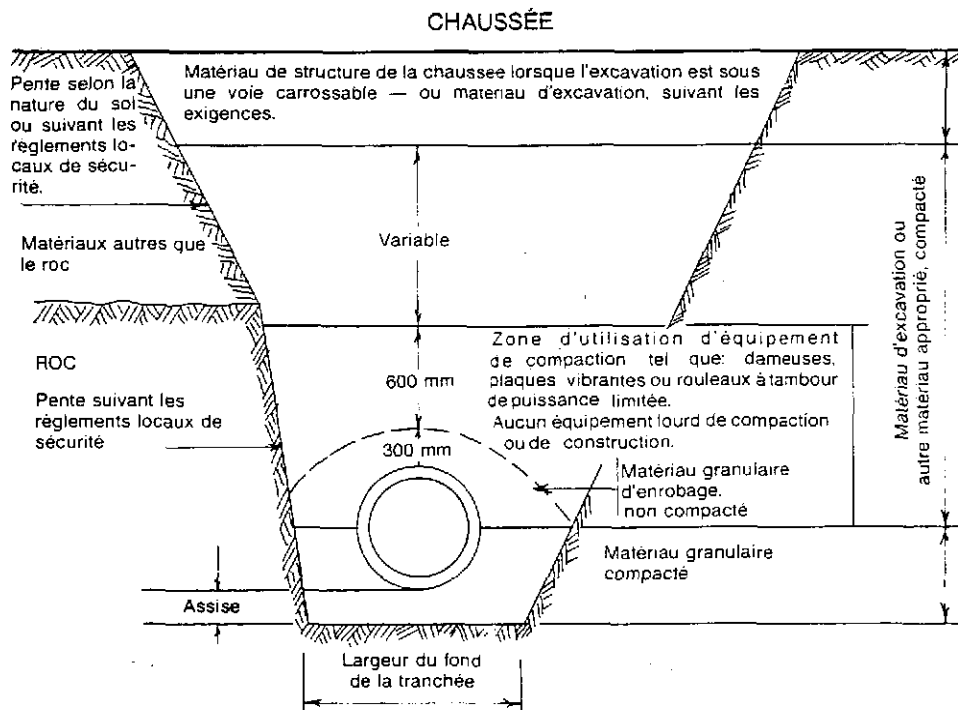 CHAUSSÉE
Matériau de structure de la chaussee lorsque l'excavation est sous
une voie carrossable — ou materiau d'excavation, suivant les
exigences.
Pente selon la
nature du sol
ou suivant les
règlements lo-
caux de sécu-
rité.
Matériaux autres que
le roc
Variable
Matériau d'excavation ou
autre matériau approprié, compacté
ROC
Pente suivant les
règlements locaux de
sécurité
600 mm
300 mm
Zone d'utilisation d'équipement
de compaction tel que: dameuses,
plaques vibrantes ou rouleaux à tambour
de puissance limitée.
Aucun équipement lourd de compaction
ou de construction.
Matériau granulaire
d'enrobage.
non compacté
Matériau granulaire
compacté
Assise
Largeur du fond
de la tranchée